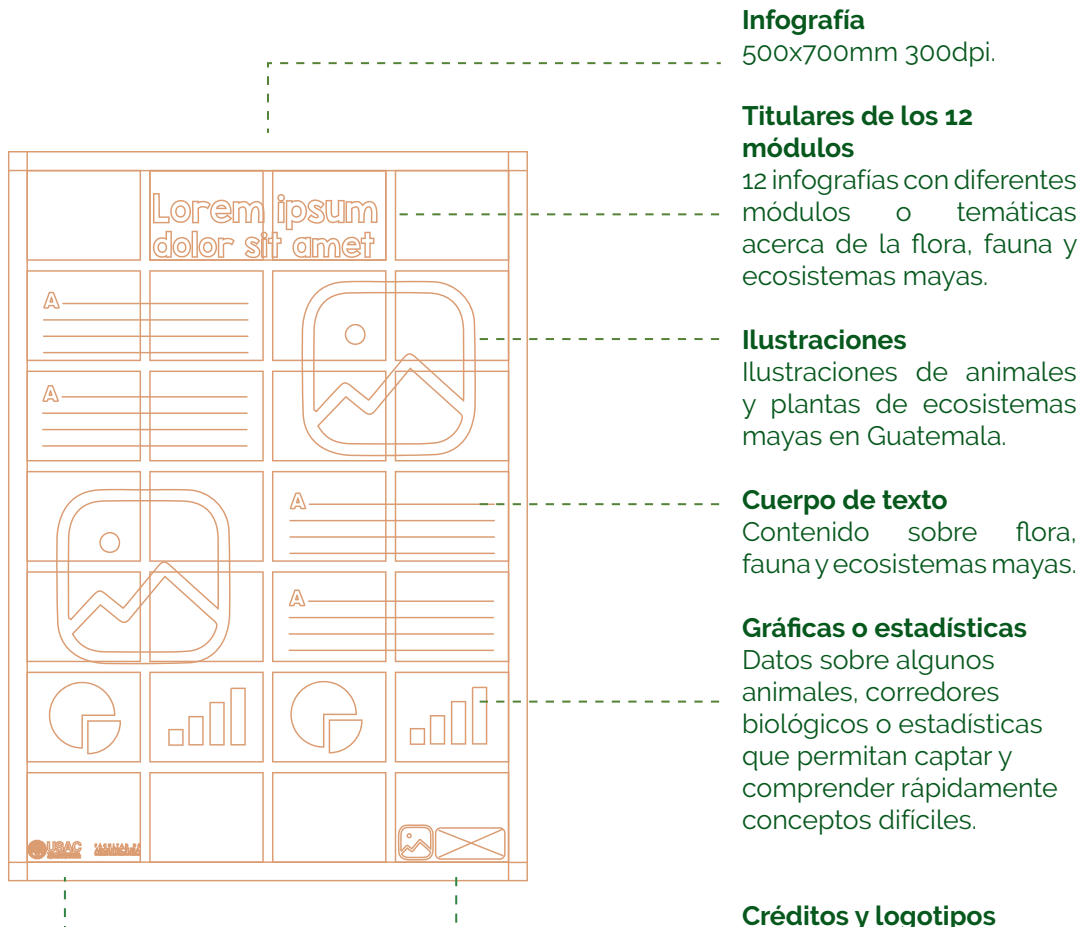 Infografía
500x700mm 300dpi.
Titulares de los 12
módulos
12 infografías con diferentes
módulos o temáticas
acerca de la flora, fauna y
ecosistemas mayas.
Lorem ipsum
dolor sit amet
Ilustraciones
Ilustraciones de animales
y plantas de ecosistemas
mayas en Guatemala.
A
A
Cuerpo de texto
Contenido sobre flora,
fauna y ecosistemas mayas.
A
A
Gráficas o estadísticas
Datos sobre algunos
animales, corredores
biológicos o estadísticas
que permitan captar y
comprender rápidamente
conceptos difíciles.
USAC
Créditos y logotipos